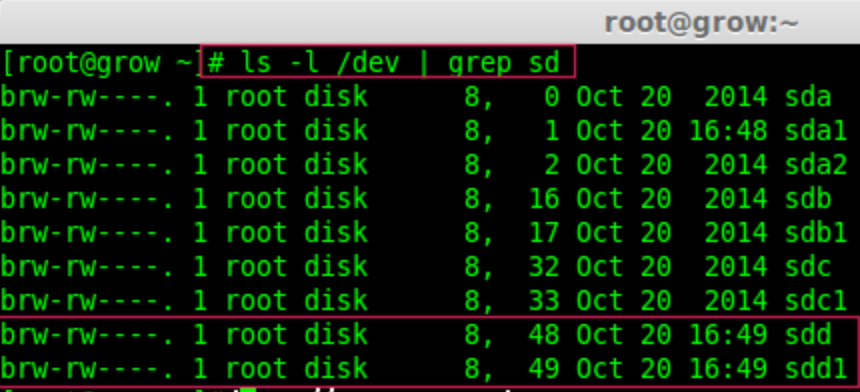 root@grow:~
[root@grow ~]# ls -l /dev | grep sd
brw-rw----. 1 root disk      8,   0 Oct 20  2014 sda
brw-rw----. 1 root disk      8,   1 Oct 20 16:48 sda1
brw-rw----. 1 root disk      8,   2 Oct 20  2014 sda2
brw-rw----. 1 root disk      8,  16 Oct 20  2014 sdb
brw-rw----. 1 root disk      8,  17 Oct 20  2014 sdb1
brw-rw----. 1 root disk      8,  32 Oct 20  2014 sdc
brw-rw----. 1 root disk      8,  33 Oct 20  2014 sdc1
brw-rw----. 1 root disk      8,  48 Oct 20 16:49 sdd
brw-rw----. 1 root disk      8,  49 Oct 20 16:49 sdd1